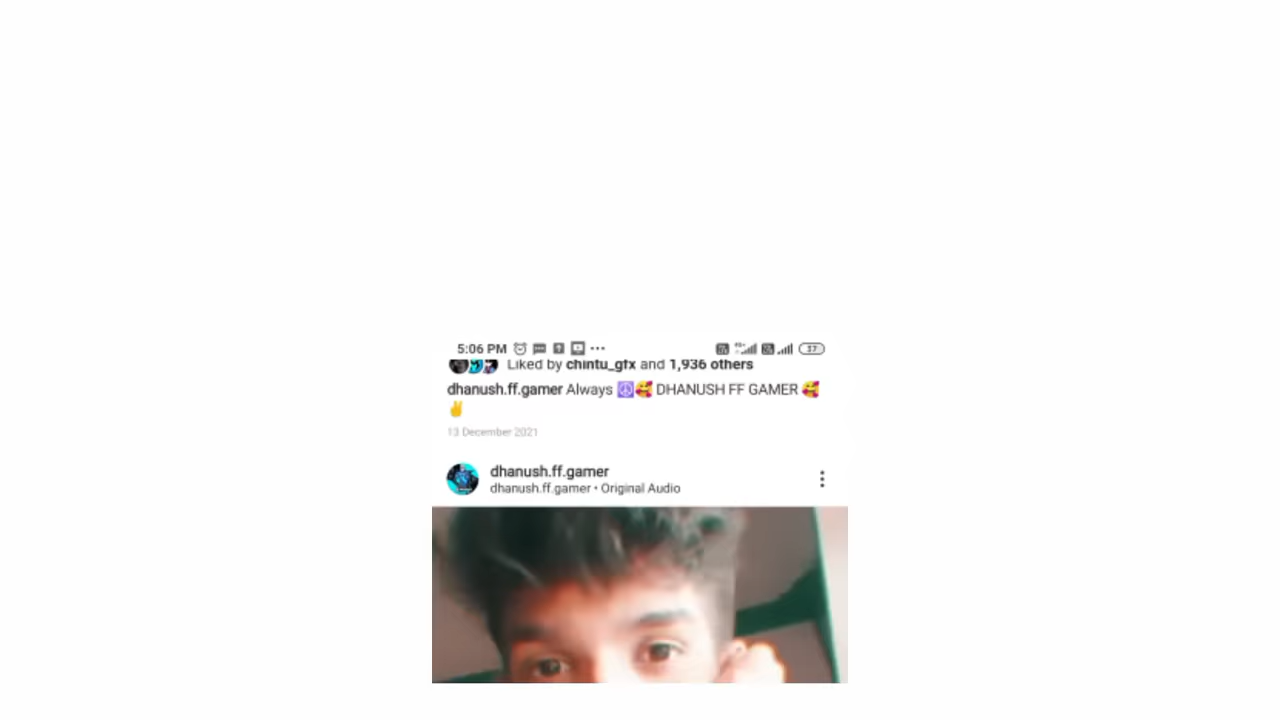 5:06 PM 37
Liked by chintu_gfx and 1,936 others
dhanush.ff.gamer Always ☮️🥰 DHANUSH FF GAMER 🥰
✌️
13 December 2021
dhanush.ff.gamer
dhanush.ff.gamer • Original Audio